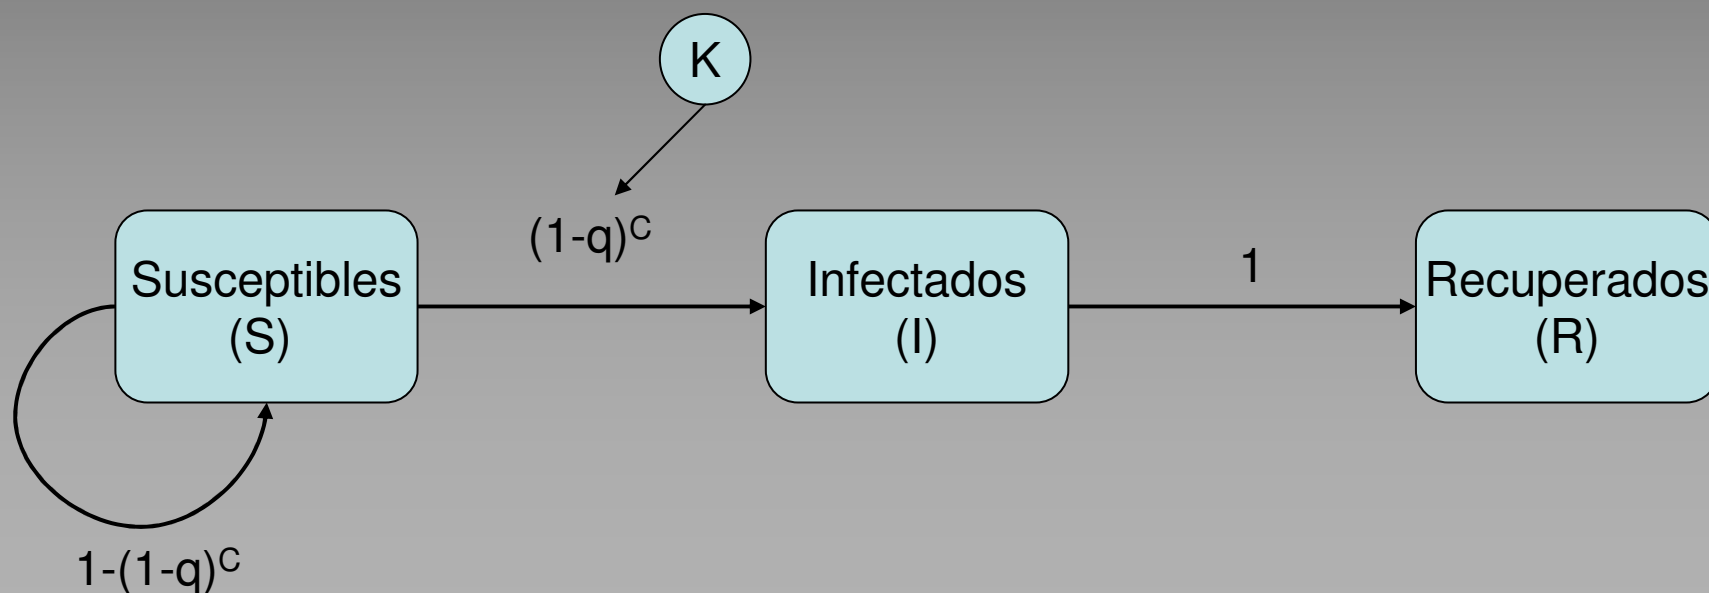 K
(1-q)^C
Susceptibles
(S)
Infectados
(I)
1
Recuperados
(R)
1-(1-q)^C